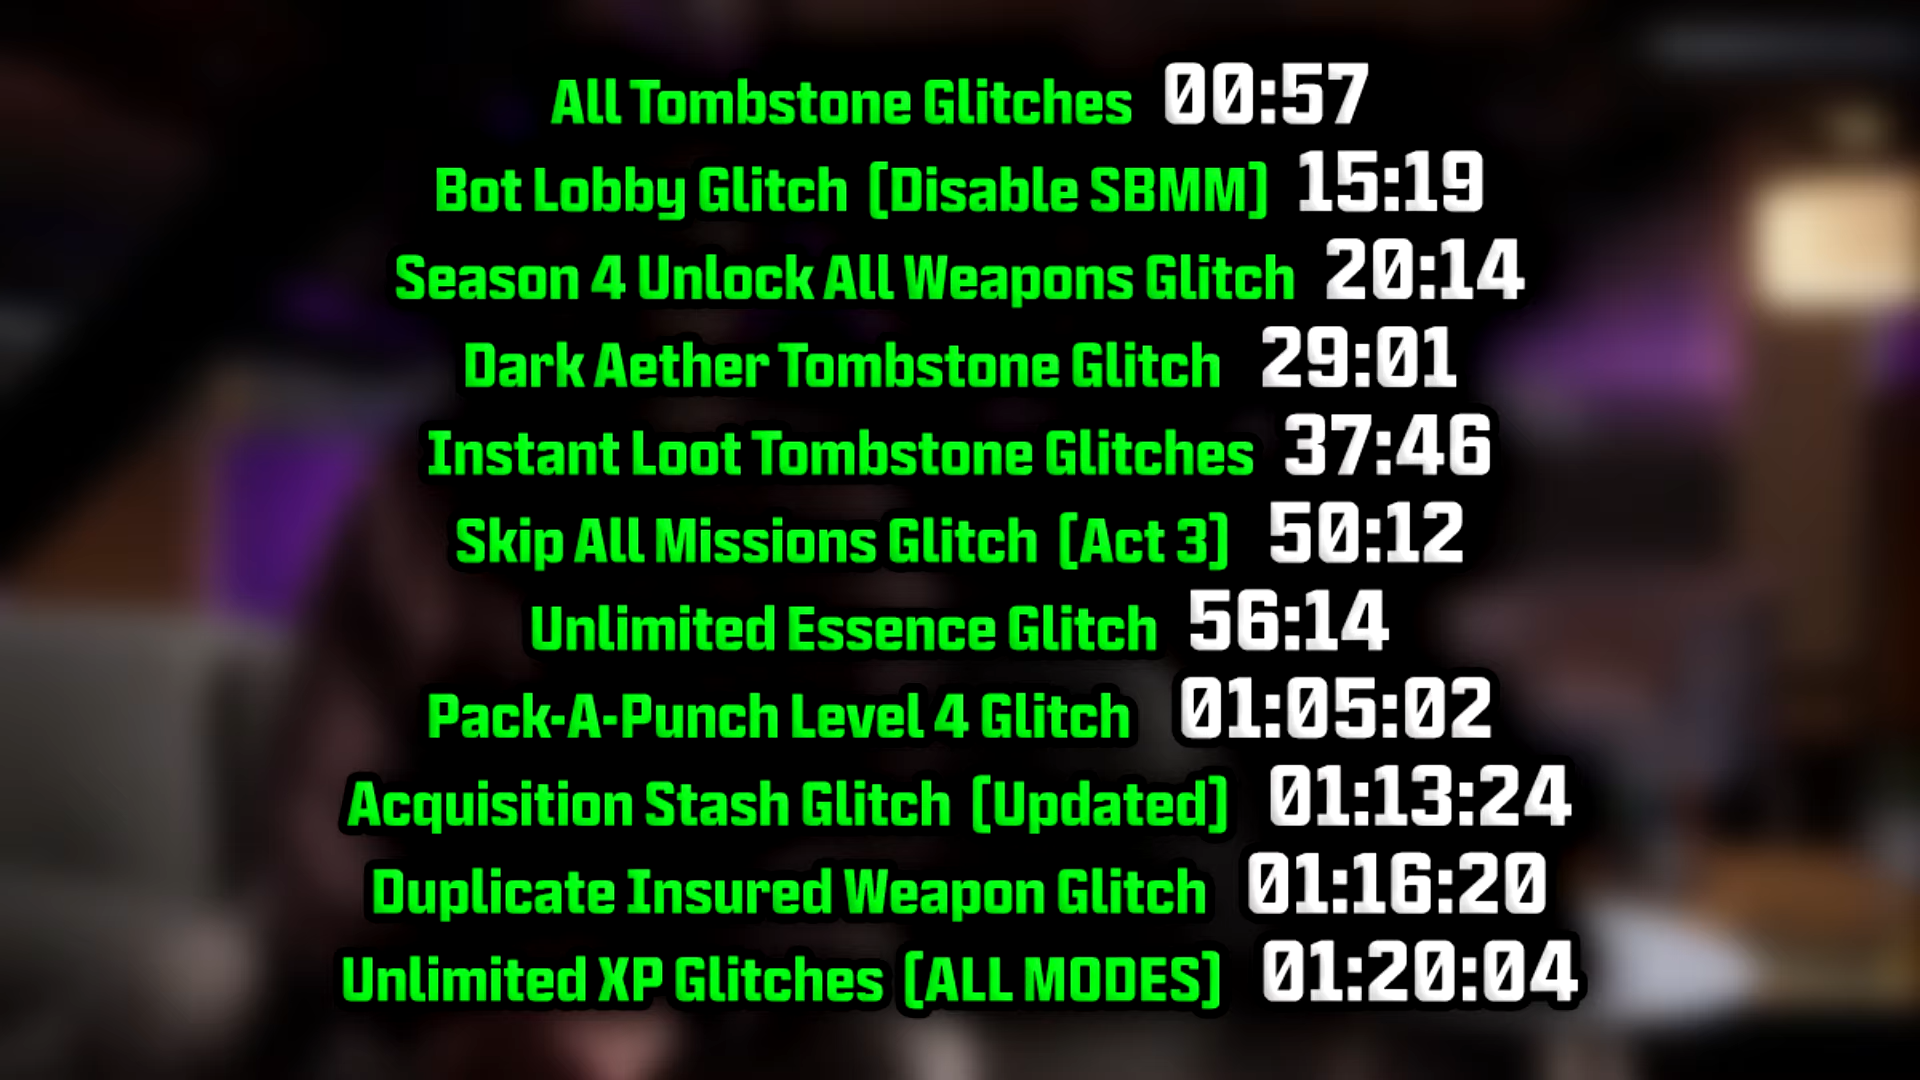 All Tombstone Glitches 00:57
Bot Lobby Glitch [Disable SBMM] 15:19
Season 4 Unlock All Weapons Glitch 20:14
Dark Aether Tombstone Glitch 29:01
Instant Loot Tombstone Glitches 37:46
Skip All Missions Glitch [Act 3] 50:12
Unlimited Essence Glitch 56:14
Pack-A-Punch Level 4 Glitch 01:05:02
Acquisition Stash Glitch [Updated] 01:13:24
Duplicate Insured Weapon Glitch 01:16:20
Unlimited XP Glitches [ALL MODES] 01:20:04